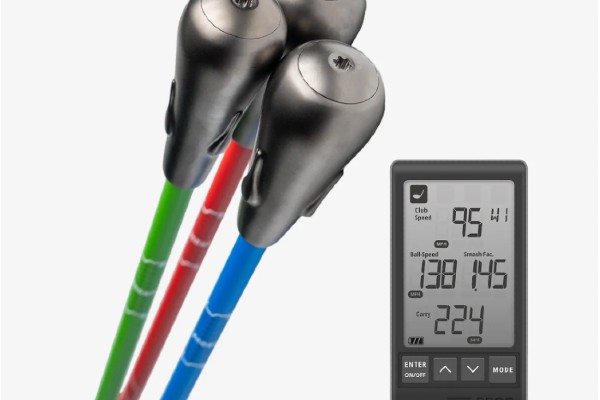 Club
Speed
95 W1
MPH
Ball Speed Smash Fac.
138 1.45
MPH
Carry 224
ENTER
ON/OFF
MODE